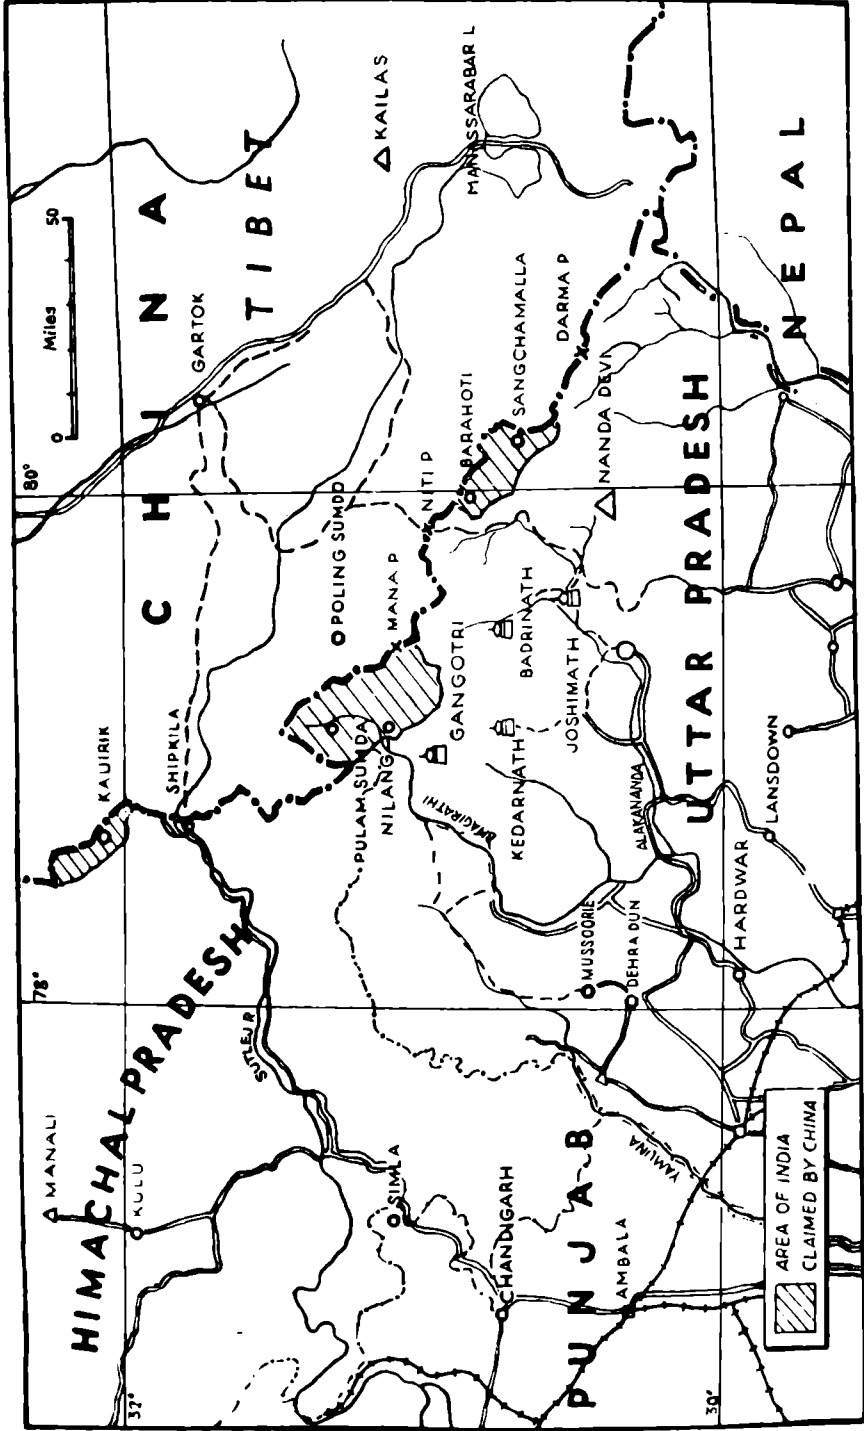 0 Miles 50
80°
78°
32°
30°
CHINA
TIBET
HIMACHAL PRADESH
PUNJAB
UTTAR PRADESH
NEPAL
MANALI
KULU
KAUIRIK
SHIPKILA
GARTOK
SUTLEJ R
SIMLA
CHANDIGARH
AMBALA
YAMUNA
POLING SUMDO
MANA P
NITI P
PULAM SUMDA
NILANG
GANGOTRI
BHAGIRATHI
KEDARNATH
BADRINATH
JOSHIMATH
ALAKANANDA
MUSSOORIE
DEHRA DUN
HARDWAR
LANSDOWN
BARAHOTI
SANGCHAMALLA
DARMA P
NANDA DEVI
KAILAS
MANASSARABAR L
AREA OF INDIA
CLAIMED BY CHINA